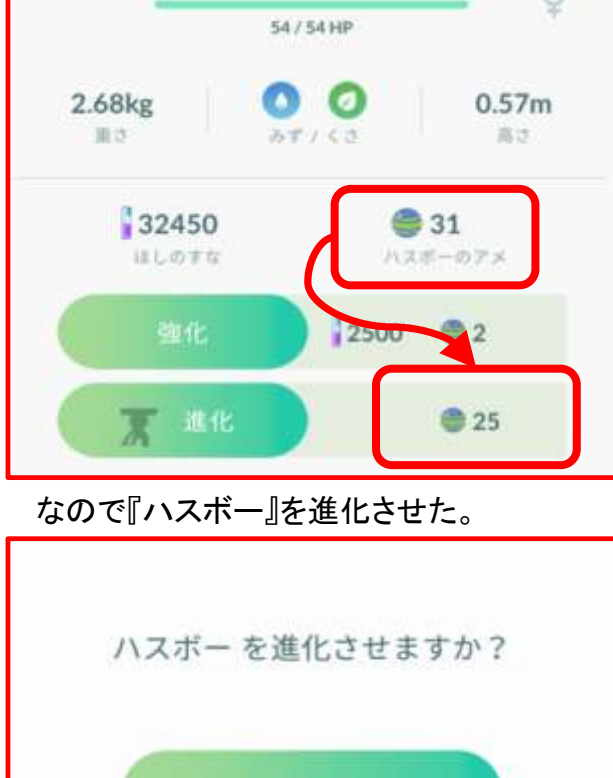 54 / 54 HP
2.68kg
重さ
みず / くさ
0.57m
高さ
32450
ほしのすな
31
ハスボーのアメ
強化 2500 2
進化 25
なので『ハスボー』を進化させた。
ハスボー を進化させますか？